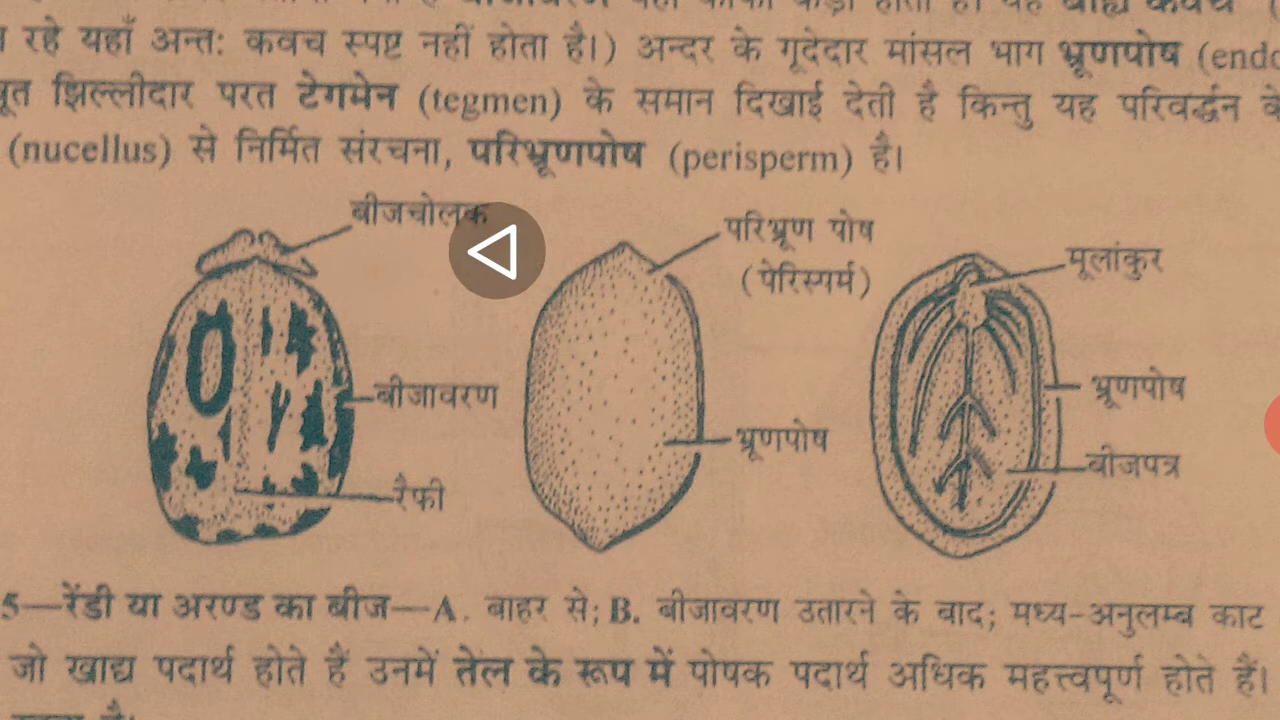 रहे यहाँ अन्त: कवच स्पष्ट नहीं होता है।) अन्दर के गूदेदार मांसल भाग भ्रूणपोष (endo
झिल्लीदार परत टेगमेन (tegmen) के समान दिखाई देती है किन्तु यह परिवर्द्धन के
(nucellus) से निर्मित संरचना, परिभ्रूणपोष (perisperm) है।
बीजचोलक
परिभ्रूण पोष
(पेरिस्पर्म)
मूलांकुर
बीजावरण
भ्रूणपोष
भ्रूणपोष
बीजपत्र
रैफी
5—रेंडी या अरण्ड का बीज—A. बाहर से; B. बीजावरण उतारने के बाद; मध्य-अनुलम्ब काट
जो खाद्य पदार्थ होते हैं उनमें तेल के रूप में पोषक पदार्थ अधिक महत्त्वपूर्ण होते हैं।